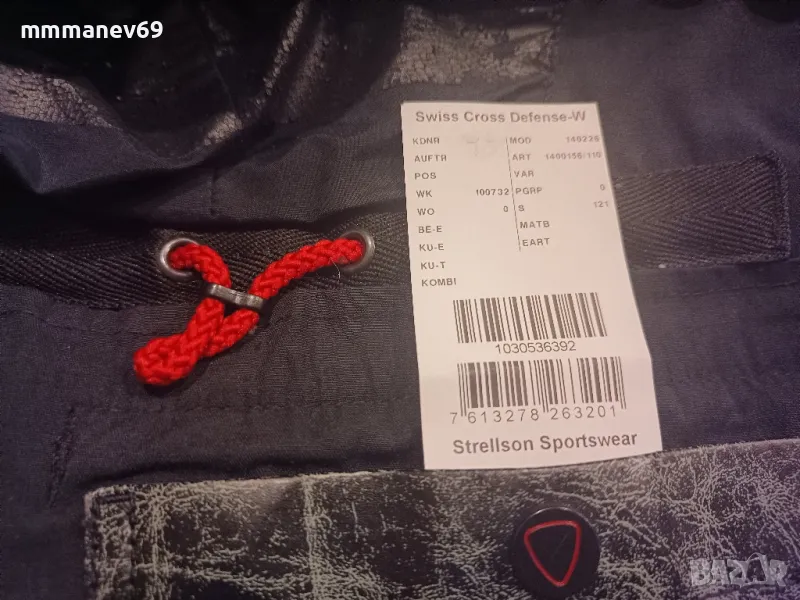 mmmanev69
Swiss Cross Defense-W
KDNR MOD 140226
AUFTR ART 1400156/110
POS VAR
WK 100732 PGRP 0
WO 0 S 121
BE-E MATB
KU-E EART
KU-T
KOMBI
1030536392
7 613278 263201
Strellson Sportswear
BAZAR